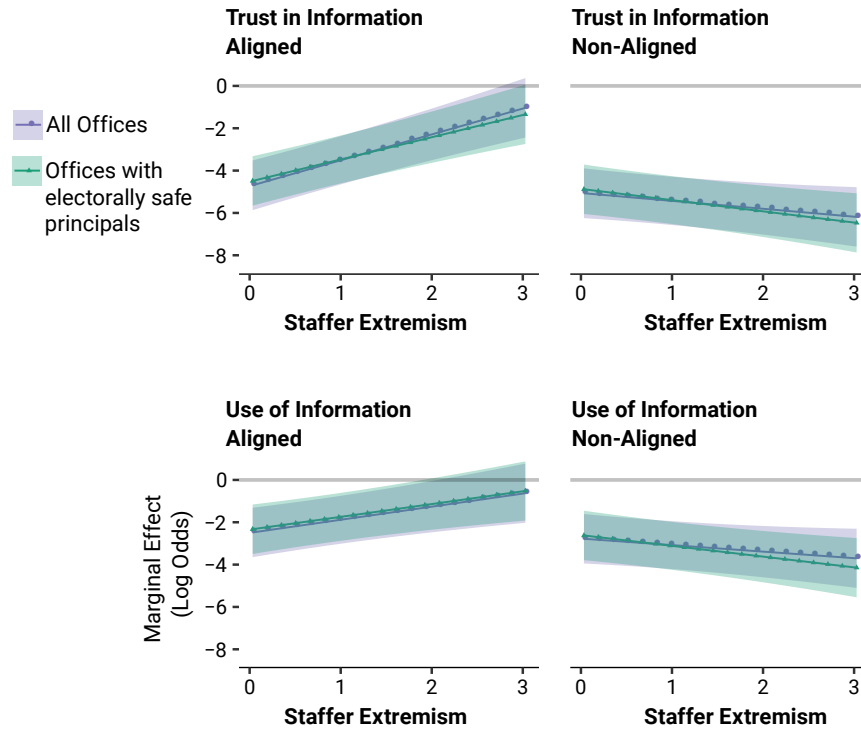 Trust in Information
Aligned
Trust in Information
Non-Aligned
All Offices
Offices with
electorally safe
principals
0
−2
−4
−6
−8
0 1 2 3
0 1 2 3
Staffer Extremism
Staffer Extremism
Use of Information
Aligned
Use of Information
Non-Aligned
Marginal Effect
(Log Odds)
0
−2
−4
−6
−8
0 1 2 3
0 1 2 3
Staffer Extremism
Staffer Extremism